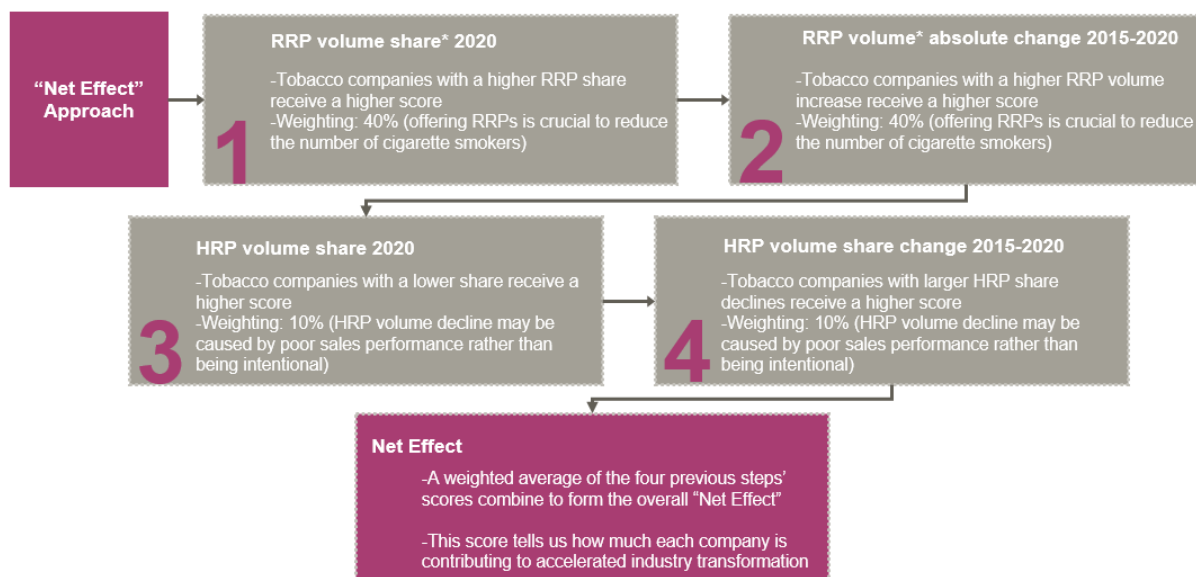 “Net Effect”
Approach
1
RRP volume share* 2020
-Tobacco companies with a higher RRP share
receive a higher score
-Weighting: 40% (offering RRPs is crucial to reduce
the number of cigarette smokers)
2
RRP volume* absolute change 2015-2020
-Tobacco companies with a higher RRP volume
increase receive a higher score
-Weighting: 40% (offering RRPs is crucial to reduce
the number of cigarette smokers)
3
HRP volume share 2020
-Tobacco companies with a lower share receive a
higher score
-Weighting: 10% (HRP volume decline may be
caused by poor sales performance rather than
being intentional)
4
HRP volume share change 2015-2020
-Tobacco companies with larger HRP share
declines receive a higher score
-Weighting: 10% (HRP volume decline may be
caused by poor sales performance rather than
being intentional)
Net Effect
-A weighted average of the four previous steps’
scores combine to form the overall “Net Effect”
-This score tells us how much each company is
contributing to accelerated industry transformation